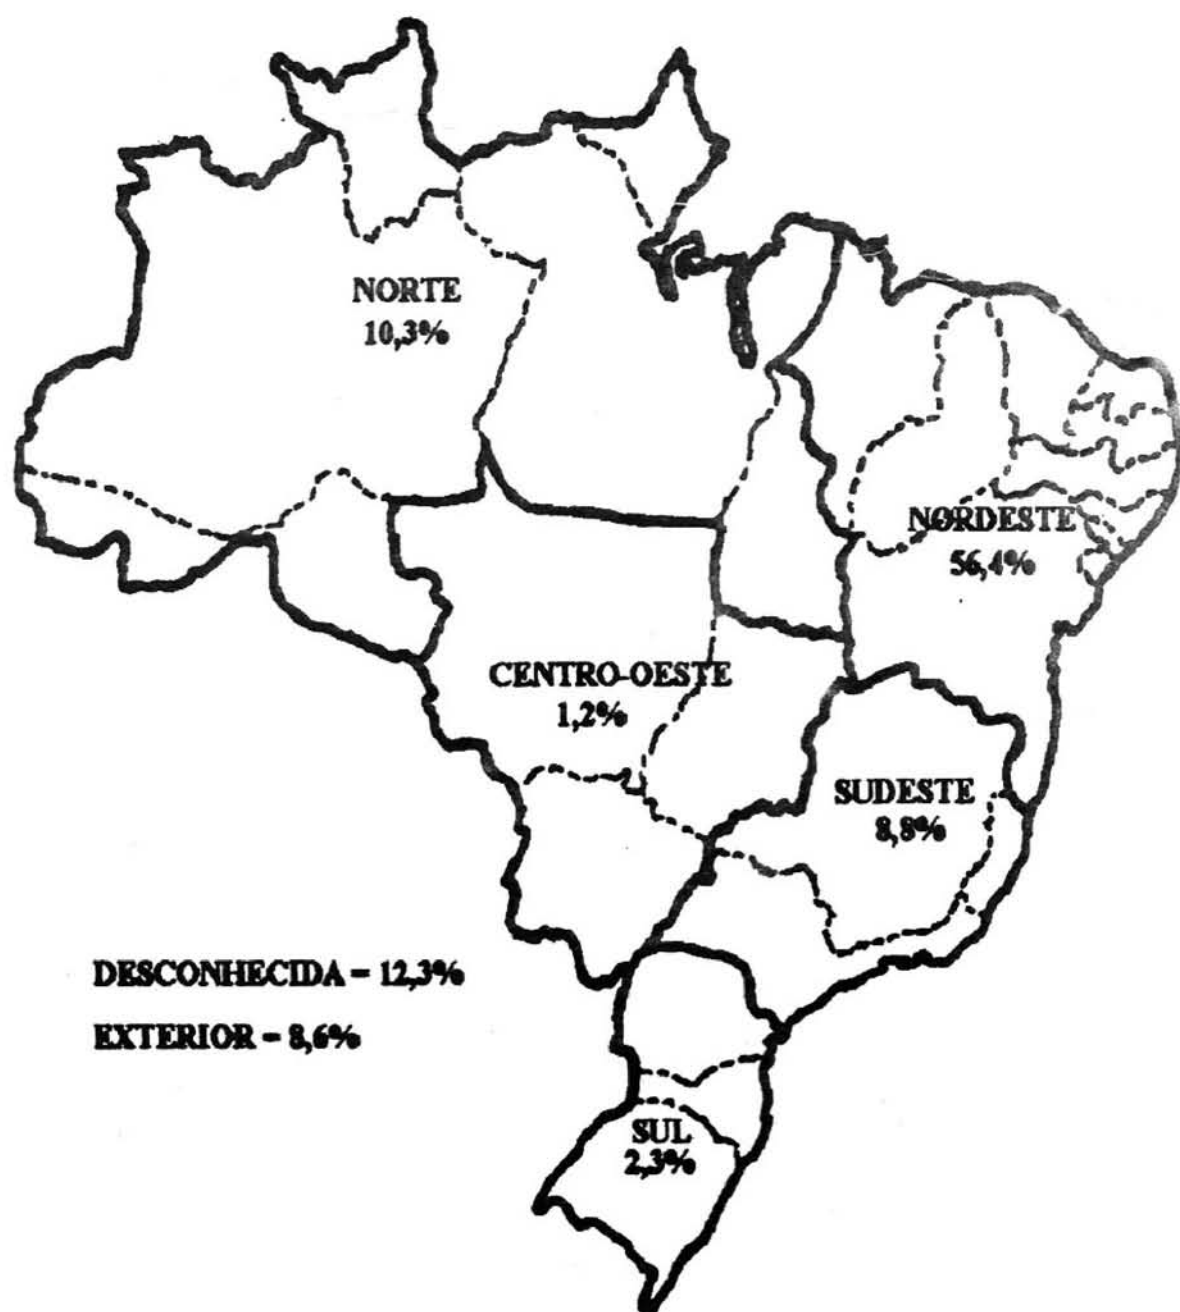 NORTE
10,3%
NORDESTE
56,4%
CENTRO-OESTE
1,2%
SUDESTE
8,8%
DESCONHECIDA - 12,3%
EXTERIOR - 8,6%
SUL
2,3%